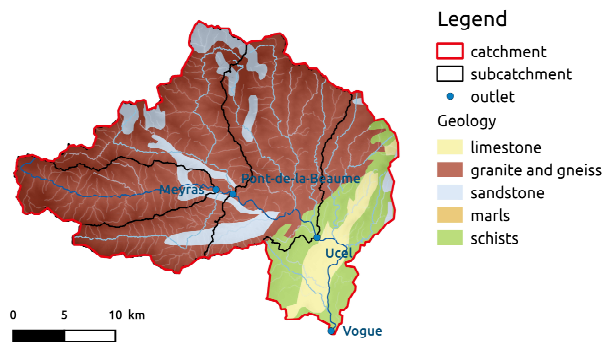 Legend
catchment
subcatchment
outlet
Geology
limestone
granite and gneiss
sandstone
marls
schists
Pont-de-la-Beaume
Meyras
Ucel
Vogue
0 5 10 km